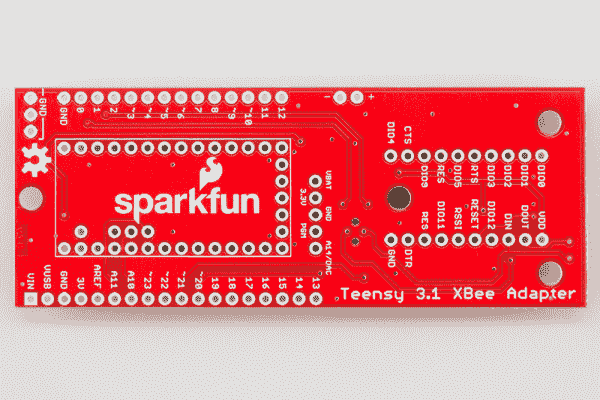 GND
GND
0
~1
2
~3
~4
~5
~6
7
8
~9
~10
11
12
- +
DIO4
CTS
DIO9
RES
DIO5
RTS
DIO3
DIO2
DIO1
DIO0
sparkfun
VBAT
3.3V
GND
PGM
A14/DAC
RES
DIO11
RSSI
RESET
DIO12
DIN
DOUT
VDD
GND
DTR
VIN
VUSB
GND
3V
AREF
A11
A10
~23
~22
~21
~20
19
18
17
16
15
14
13
Teensy 3.1 XBee Adapter